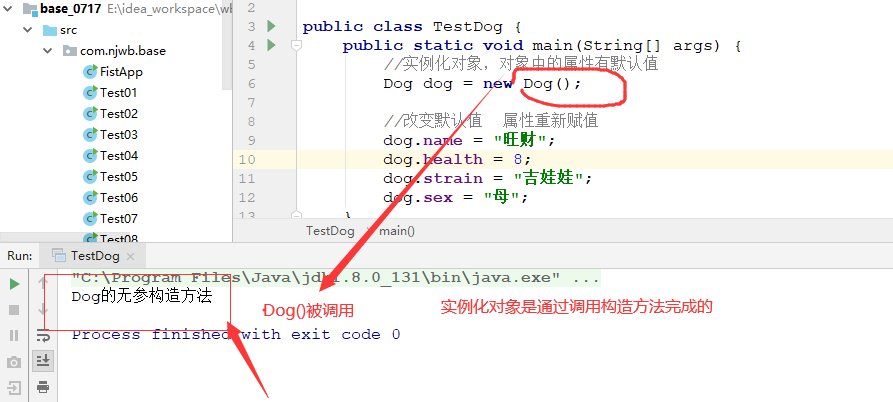 base_0717 E:\idea_workspace\wb
src
com.njwb.base
FistApp
Test01
Test02
Test03
Test04
Test05
Test06
Test07
Test08
2
3 public class TestDog {
4 public static void main(String[] args) {
5 //实例化对象，对象中的属性有默认值
6 Dog dog = new Dog();
7
8 //改变默认值 属性重新赋值
9 dog.name = "旺财";
10 dog.health = 8;
11 dog.strain = "吉娃娃";
12 dog.sex = "母";
13 }
TestDog › main()
Run: TestDog ×
"C:\Program Files\Java\jdk1.8.0_131\bin\java.exe" ...
Dog的无参构造方法
Dog()被调用
实例化对象是通过调用构造方法完成的
Process finished with exit code 0